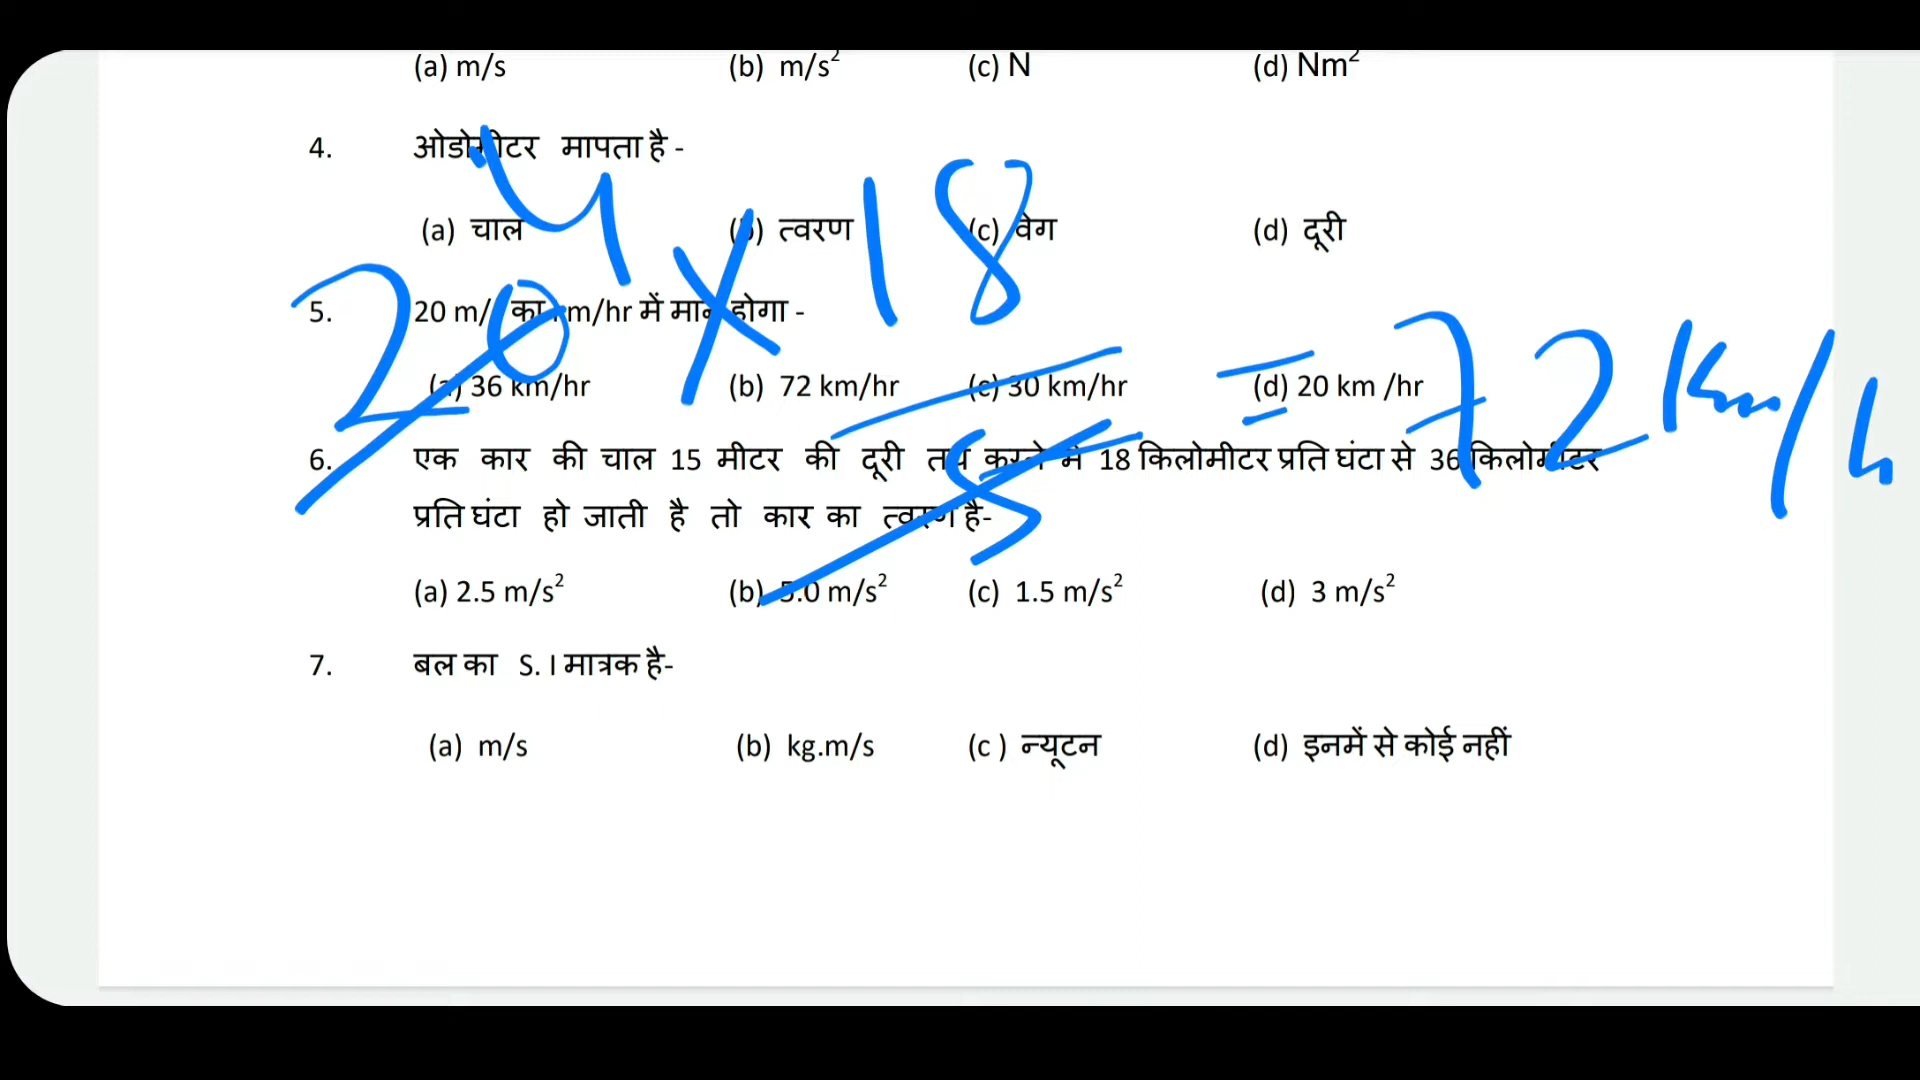 (a) m/s (b) m/s² (c) N (d) Nm²
4. ओडोमीटर मापता है -
(a) चाल (b) त्वरण (c) वेग (d) दूरी
5. 20 m/s का km/hr में मान होगा -
(a) 36 km/hr (b) 72 km/hr (c) 30 km/hr (d) 20 km /hr
6. एक कार की चाल 15 मीटर की दूरी तय करने में 18 किलोमीटर प्रति घंटा से 36 किलोमीटर
प्रति घंटा हो जाती है तो कार का त्वरण है-
(a) 2.5 m/s² (b) 5.0 m/s² (c) 1.5 m/s² (d) 3 m/s²
7. बल का S. I मात्रक है-
(a) m/s (b) kg.m/s (c ) न्यूटन (d) इनमें से कोई नहीं
4
20 × 18
5
= 72 km/h